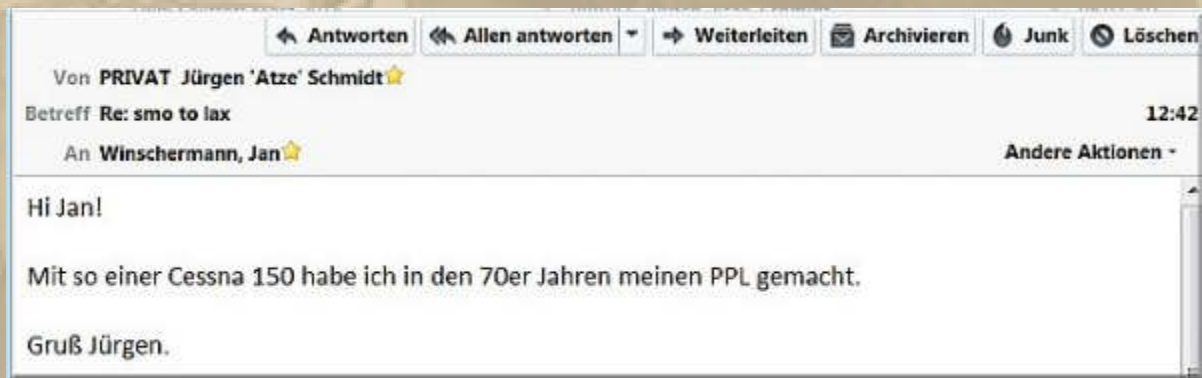 Antworten Allen antworten Weiterleiten Archivieren Junk Löschen
Von PRIVAT Jürgen 'Atze' Schmidt
Betreff Re: smo to lax 12:42
An Winschermann, Jan Andere Aktionen
Hi Jan!
Mit so einer Cessna 150 habe ich in den 70er Jahren meinen PPL gemacht.
Gruß Jürgen.